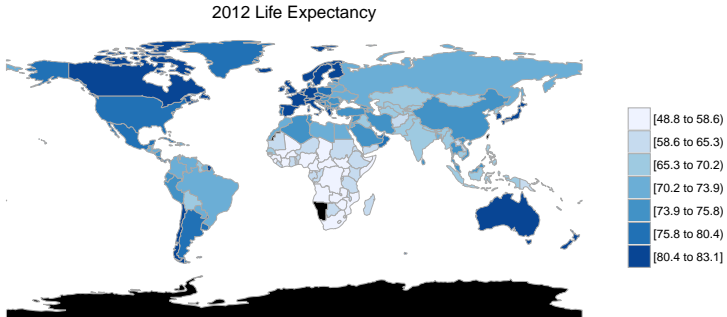 2012 Life Expectancy
[48.8 to 58.6)
[58.6 to 65.3)
[65.3 to 70.2)
[70.2 to 73.9)
[73.9 to 75.8)
[75.8 to 80.4)
[80.4 to 83.1]